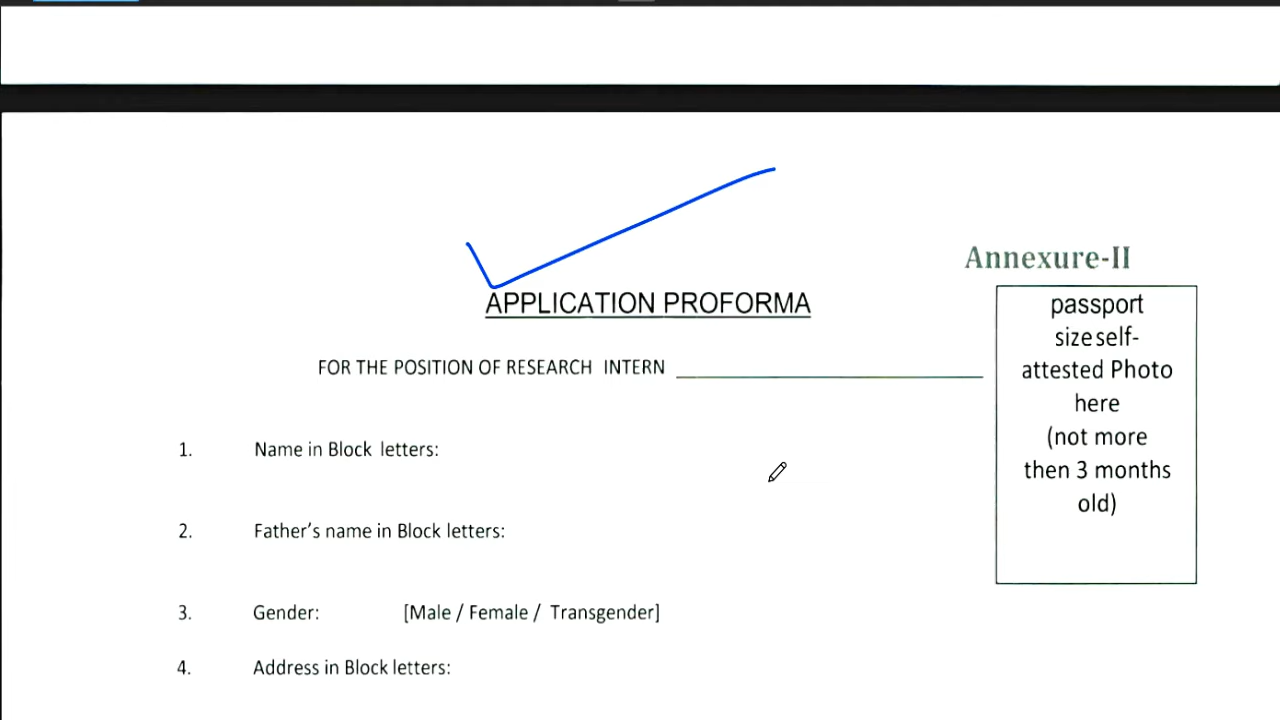 Annexure-II
APPLICATION PROFORMA
passport
size self-
attested Photo
here
(not more
then 3 months
old)
FOR THE POSITION OF RESEARCH INTERN ____________________
1. Name in Block letters:
2. Father's name in Block letters:
3. Gender: [Male / Female / Transgender]
4. Address in Block letters: